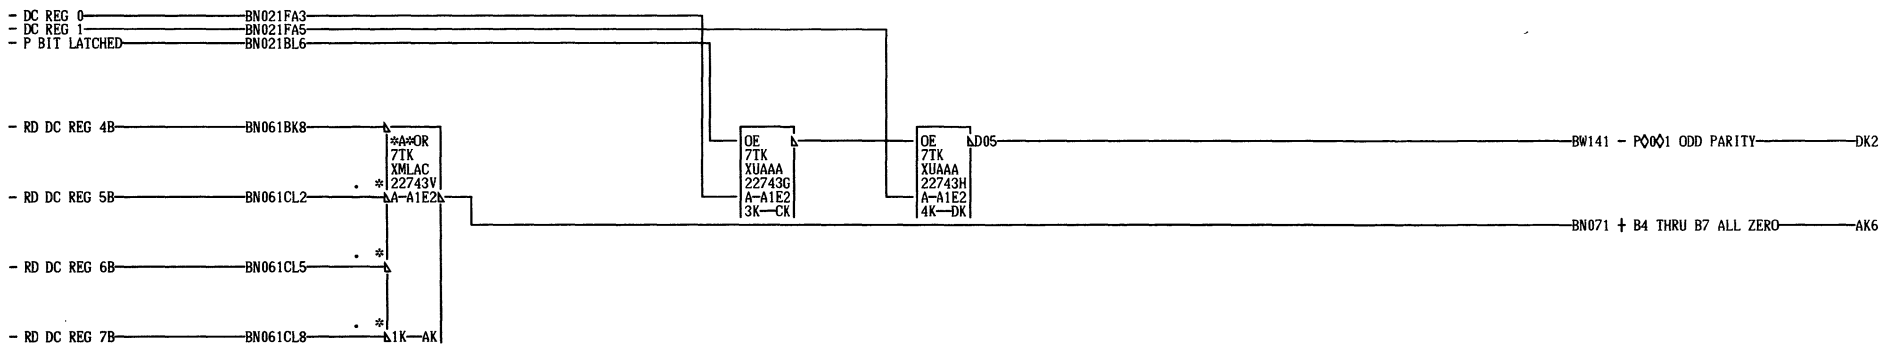 - DC REG 0 BN021FA3
- DC REG 1 BN021FA5
- P BIT LATCHED BN021BL6
- RD DC REG 4B BN061BK8
*A*OR
7TK
XMLAC
* 22743V
- RD DC REG 5B BN061CL2 A-A1E2
*
- RD DC REG 6B BN061CL5
*
- RD DC REG 7B BN061CL8 1K-AK
OE
7TK
XUAAA
22743G
A-A1E2
3K-CK
OE D05
7TK
XUAAA
22743H
A-A1E2
4K-DK
BW141 - P◊0◊1 ODD PARITY DK2
BN071 + B4 THRU B7 ALL ZERO AK6